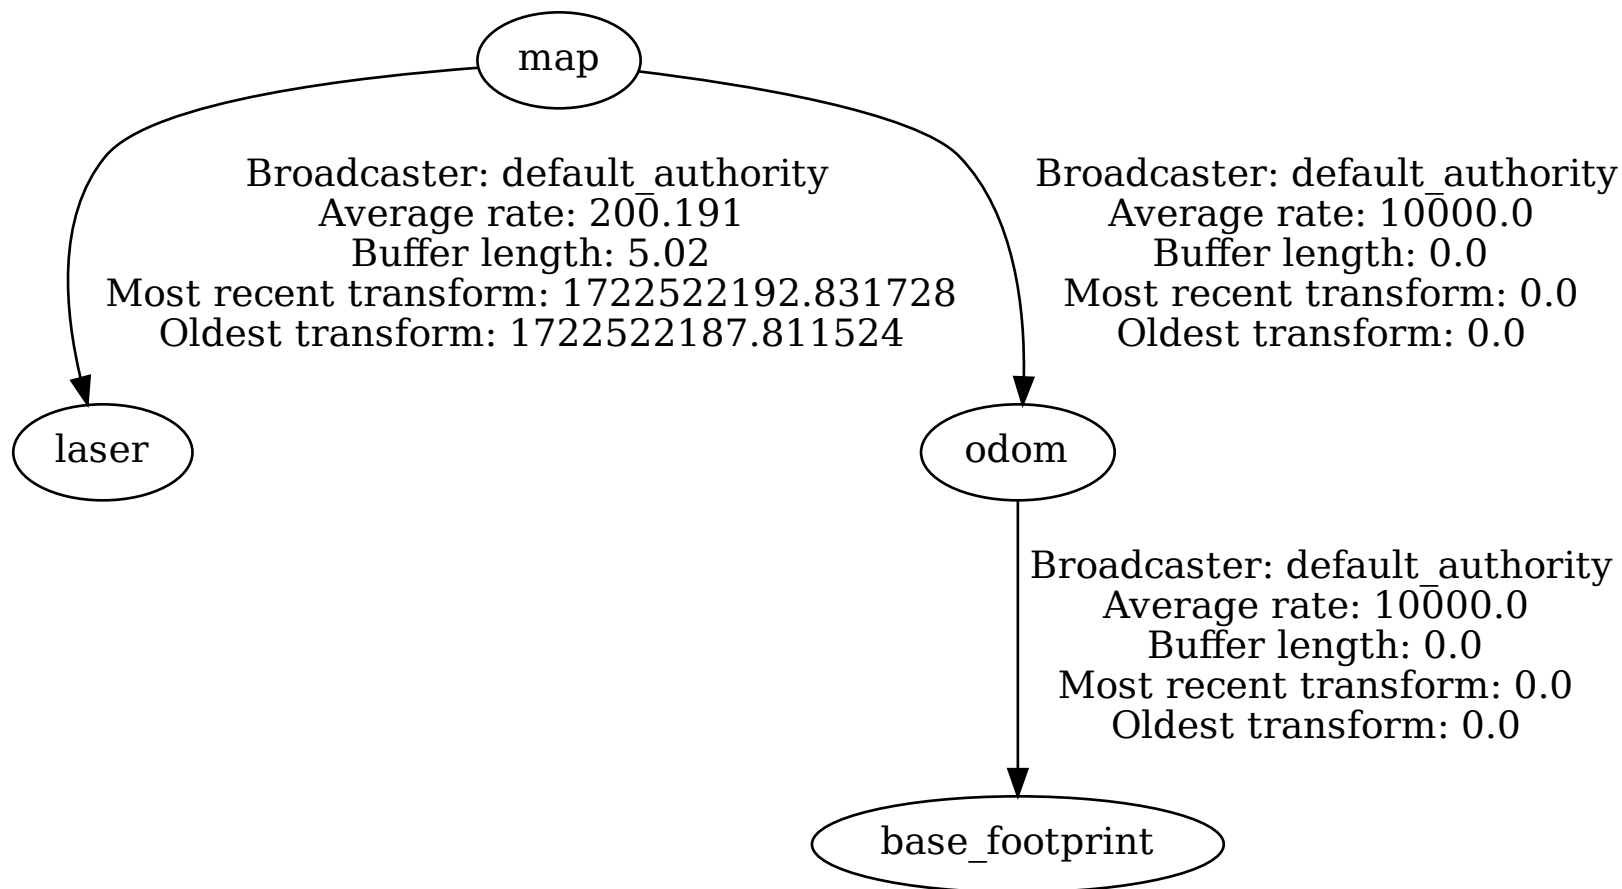 map
Broadcaster: default_authority
Average rate: 200.191
Buffer length: 5.02
Most recent transform: 1722522192.831728
Oldest transform: 1722522187.811524
Broadcaster: default_authority
Average rate: 10000.0
Buffer length: 0.0
Most recent transform: 0.0
Oldest transform: 0.0
laser
odom
Broadcaster: default_authority
Average rate: 10000.0
Buffer length: 0.0
Most recent transform: 0.0
Oldest transform: 0.0
base_footprint